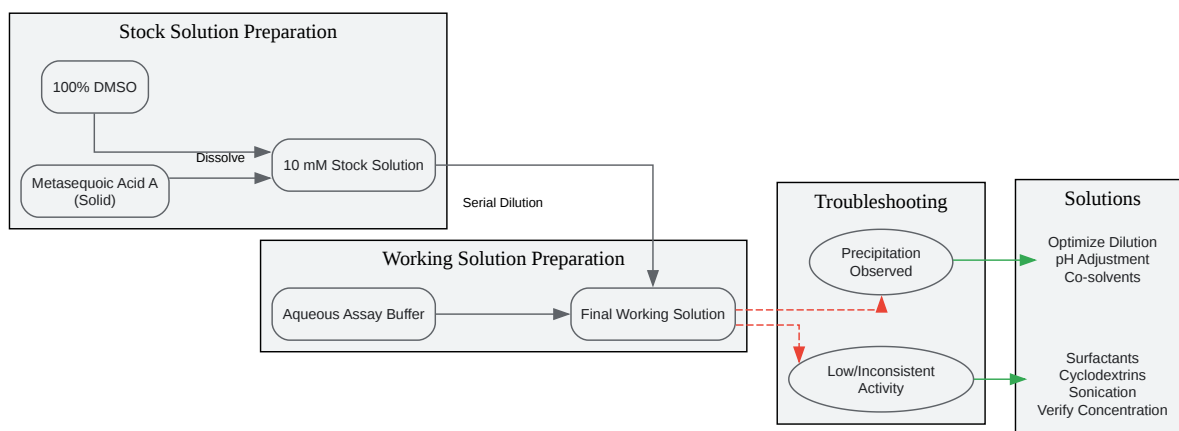 Stock Solution Preparation
100% DMSO
Dissolve
10 mM Stock Solution
Metasequoic Acid A
(Solid)
Serial Dilution
Working Solution Preparation
Aqueous Assay Buffer
Final Working Solution
Troubleshooting
Precipitation
Observed
Low/Inconsistent
Activity
Solutions
Optimize Dilution
pH Adjustment
Co-solvents
Surfactants
Cyclodextrins
Sonication
Verify Concentration